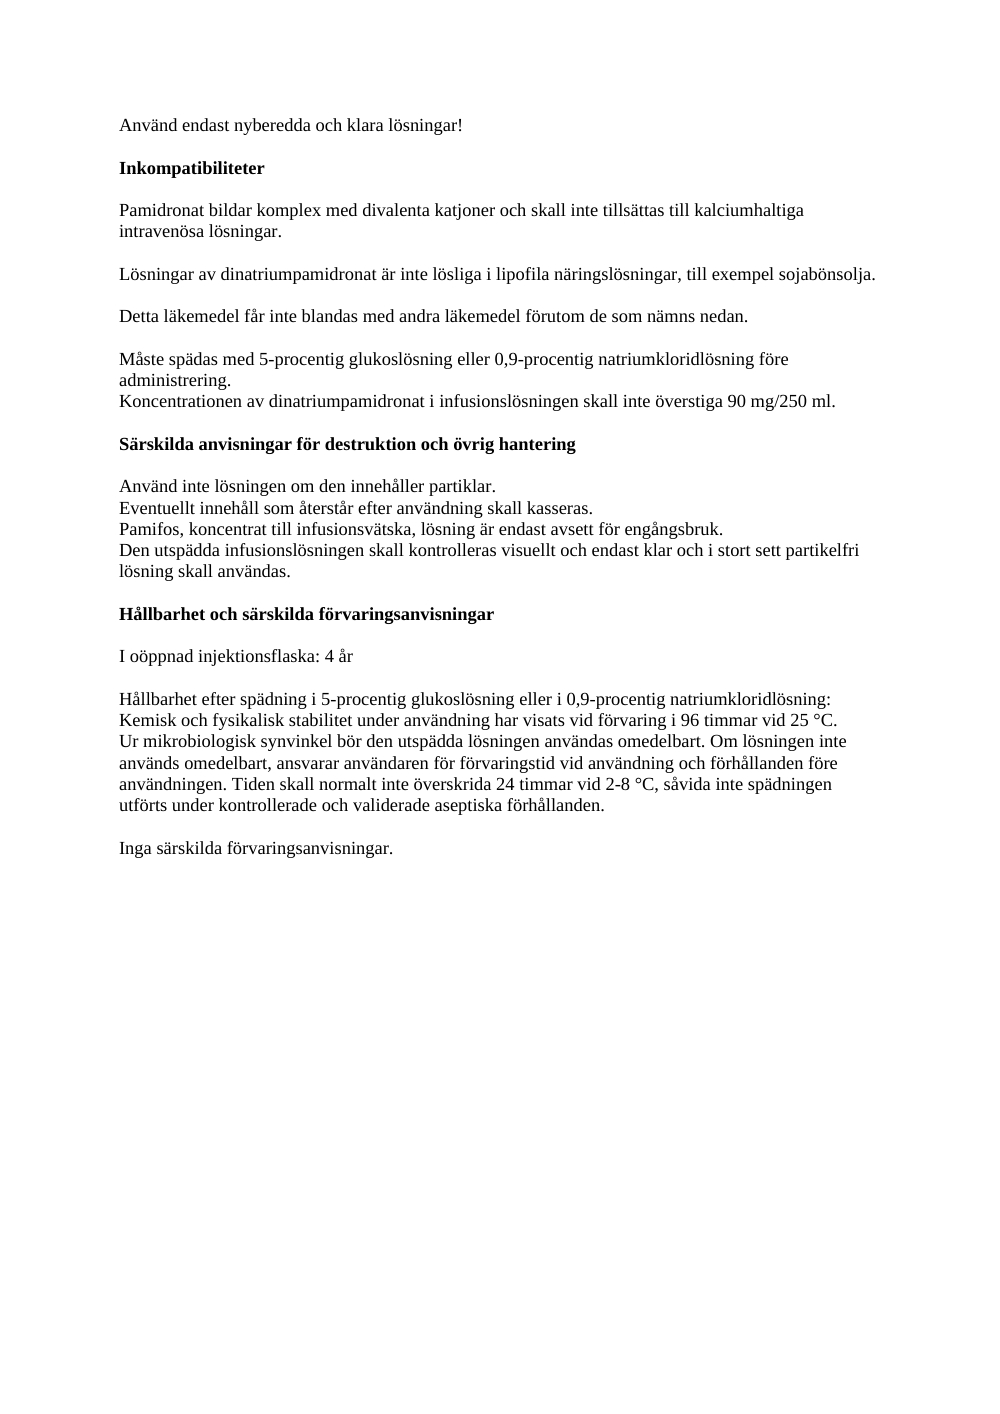 Använd endast nyberedda och klara lösningar!
Inkompatibiliteter
Pamidronat bildar komplex med divalenta katjoner och skall inte tillsättas till kalciumhaltiga
intravenösa lösningar.
Lösningar av dinatriumpamidronat är inte lösliga i lipofila näringslösningar, till exempel sojabönsolja.
Detta läkemedel får inte blandas med andra läkemedel förutom de som nämns nedan.
Måste spädas med 5-procentig glukoslösning eller 0,9-procentig natriumkloridlösning före
administrering.
Koncentrationen av dinatriumpamidronat i infusionslösningen skall inte överstiga 90 mg/250 ml.
Särskilda anvisningar för destruktion och övrig hantering
Använd inte lösningen om den innehåller partiklar.
Eventuellt innehåll som återstår efter användning skall kasseras.
Pamifos, koncentrat till infusionsvätska, lösning är endast avsett för engångsbruk.
Den utspädda infusionslösningen skall kontrolleras visuellt och endast klar och i stort sett partikelfri
lösning skall användas.
Hållbarhet och särskilda förvaringsanvisningar
I oöppnad injektionsflaska: 4 år
Hållbarhet efter spädning i 5-procentig glukoslösning eller i 0,9-procentig natriumkloridlösning:
Kemisk och fysikalisk stabilitet under användning har visats vid förvaring i 96 timmar vid 25 °C.
Ur mikrobiologisk synvinkel bör den utspädda lösningen användas omedelbart. Om lösningen inte
används omedelbart, ansvarar användaren för förvaringstid vid användning och förhållanden före
användningen. Tiden skall normalt inte överskrida 24 timmar vid 2-8 °C, såvida inte spädningen
utförts under kontrollerade och validerade aseptiska förhållanden.
Inga särskilda förvaringsanvisningar.